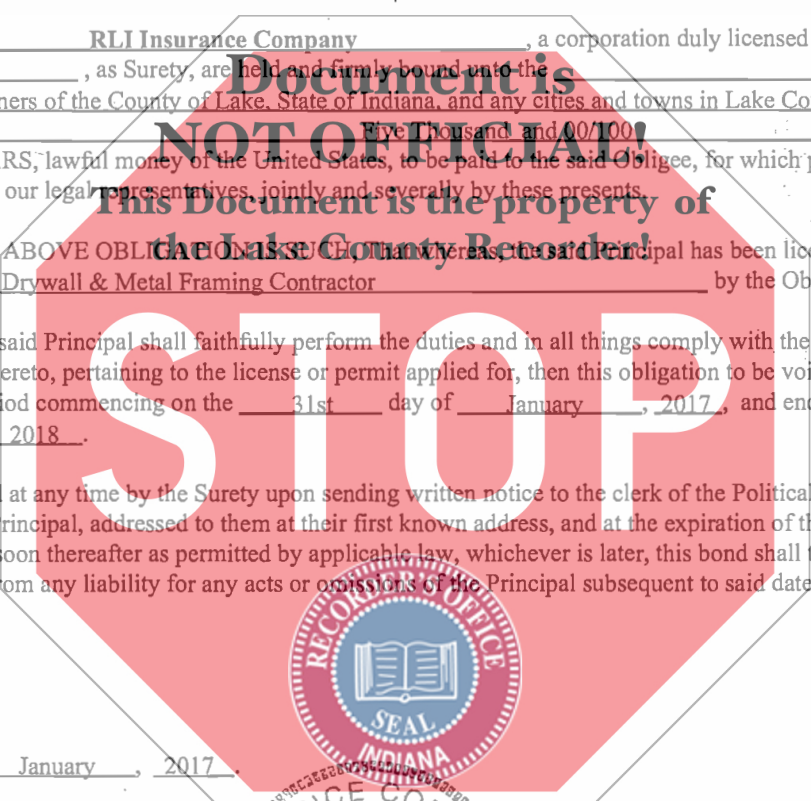 RLI Insurance Company , a corporation duly licensed
, as Surety, are held and firmly bound unto the
Document is
ners of the County of Lake, State of Indiana, and any cities and towns in Lake Co
Five Thousand and 00/100
NOT OFFICIAL!
RS, lawful money of the United States, to be paid to the said Obligee, for which p
our legal representatives, jointly and severally by these presents.
This Document is the property of
the Lake County Recorder!
ABOVE OBLIGATION IS SUCH, That whereas, the said Principal has been lice
Drywall & Metal Framing Contractor by the Ob
said Principal shall faithfully perform the duties and in all things comply with the
ereto, pertaining to the license or permit applied for, then this obligation to be voi
iod commencing on the 31st day of January , 2017 , and end
2018 .
STOP
l at any time by the Surety upon sending written notice to the clerk of the Political
rincipal, addressed to them at their first known address, and at the expiration of th
soon thereafter as permitted by applicable law, whichever is later, this bond shall t
rom any liability for any acts or omissions of the Principal subsequent to said date
RECORDER'S OFFICE
SEAL
INDIANA
January , 2017 .